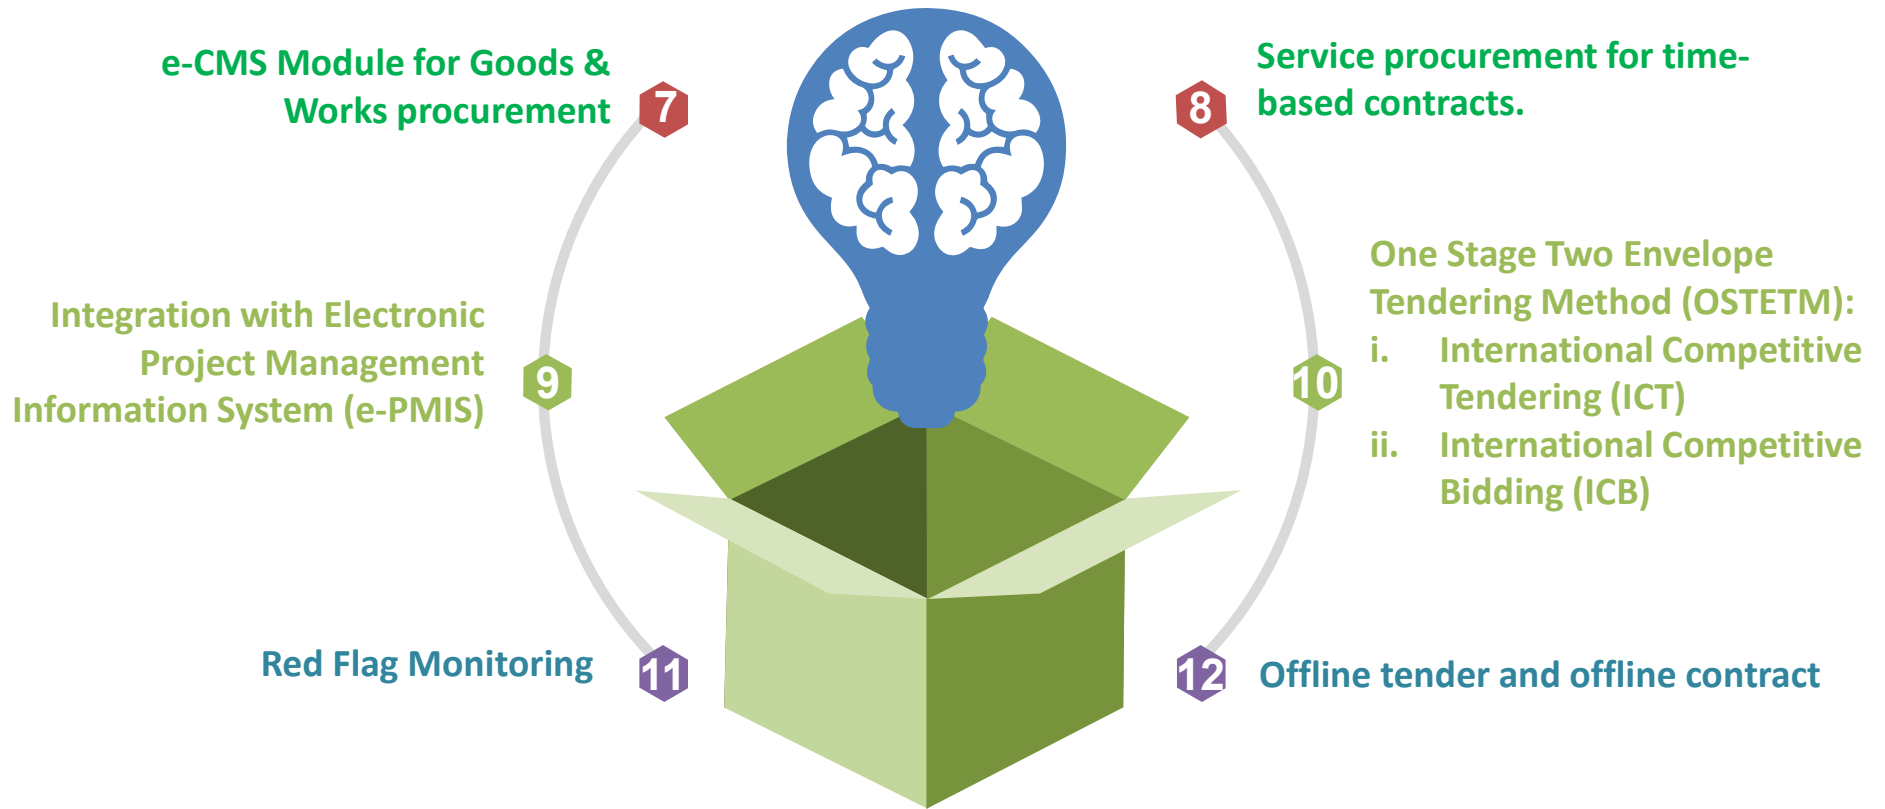 e-CMS Module for Goods &
Works procurement
7
8
Service procurement for time-
based contracts.
Integration with Electronic
Project Management
Information System (e-PMIS)
9
10
One Stage Two Envelope
Tendering Method (OSTETM):
i. International Competitive
Tendering (ICT)
ii. International Competitive
Bidding (ICB)
Red Flag Monitoring
11
12
Offline tender and offline contract